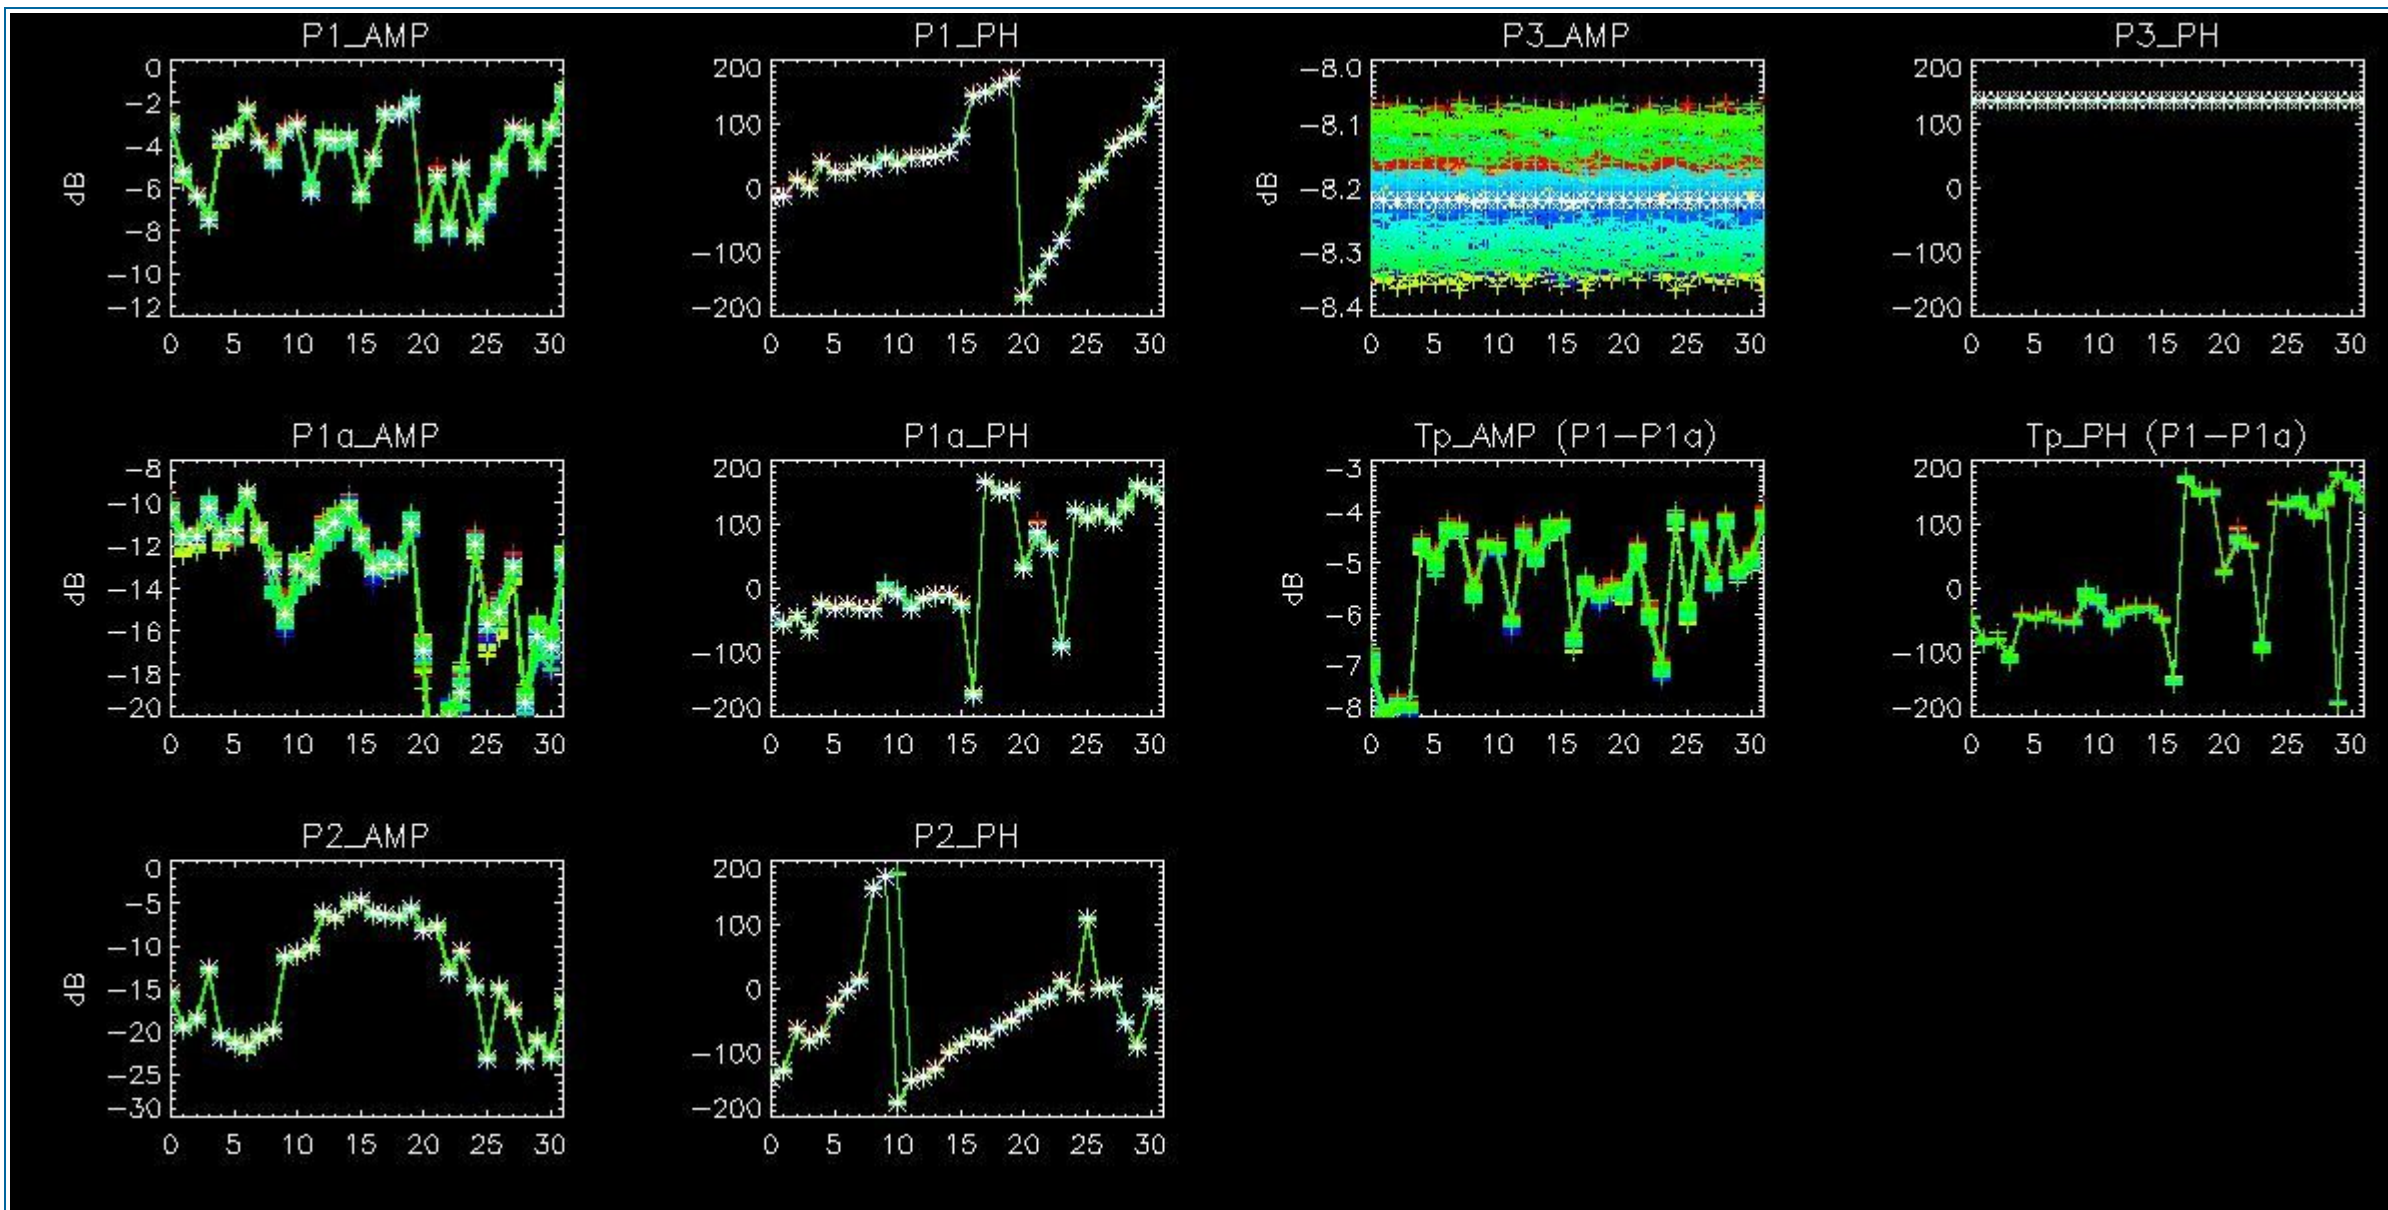 P1_AMP P1_PH P3_AMP P3_PH
0 200 -8.0 200
-2 100 -8.1 100
-4 0 -8.2 0
-6 -100 -8.3 -100
-8 -200 -8.4 -200
-10
-12
dB dB
0 5 10 15 20 25 30 0 5 10 15 20 25 30 0 5 10 15 20 25 30 0 5 10 15 20 25 30
P1a_AMP P1a_PH Tp_AMP (P1-P1a) Tp_PH (P1-P1a)
-8 200 -3 200
-10 100 -4 100
-12 0 -5 0
-14 -100 -6 -100
-16 -200 -7 -200
-18 -8
-20
dB dB
0 5 10 15 20 25 30 0 5 10 15 20 25 30 0 5 10 15 20 25 30 0 5 10 15 20 25 30
P2_AMP P2_PH
0 200
-5 100
-10 0
-15 -100
-20 -200
-25
-30
dB
0 5 10 15 20 25 30 0 5 10 15 20 25 30